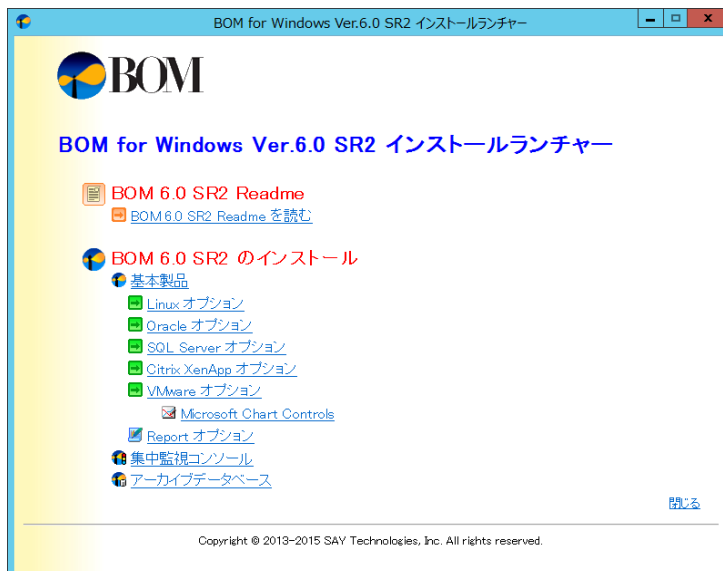 BOM for Windows Ver.6.0 SR2 インストールランチャー
BOM
BOM for Windows Ver.6.0 SR2 インストールランチャー
BOM 6.0 SR2 Readme
BOM 6.0 SR2 Readme を読む
BOM 6.0 SR2 のインストール
基本製品
Linux オプション
Oracle オプション
SQL Server オプション
Citrix XenApp オプション
VMware オプション
Microsoft Chart Controls
Report オプション
集中監視コンソール
アーカイブデータベース
閉じる
Copyright © 2013-2015 SAY Technologies, Inc. All rights reserved.